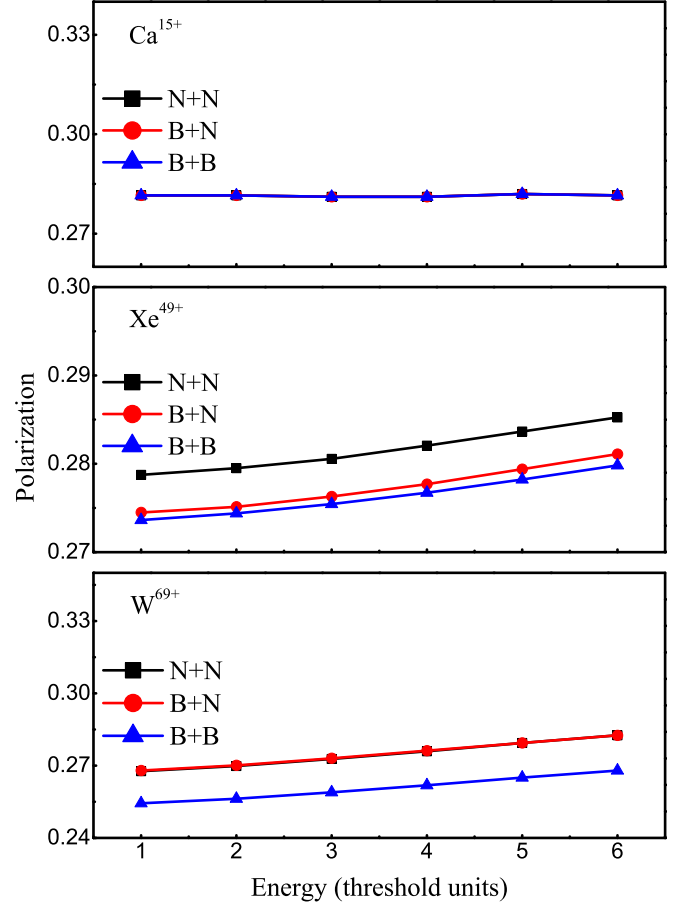 0.33
Ca15+
N+N
0.30
B+N
B+B
0.27
0.30
Xe49+
0.29
N+N
B+N
0.28
B+B
0.27
Polarization
W69+
0.33
N+N
0.30
B+N
B+B
0.27
0.24
1 2 3 4 5 6
Energy (threshold units)